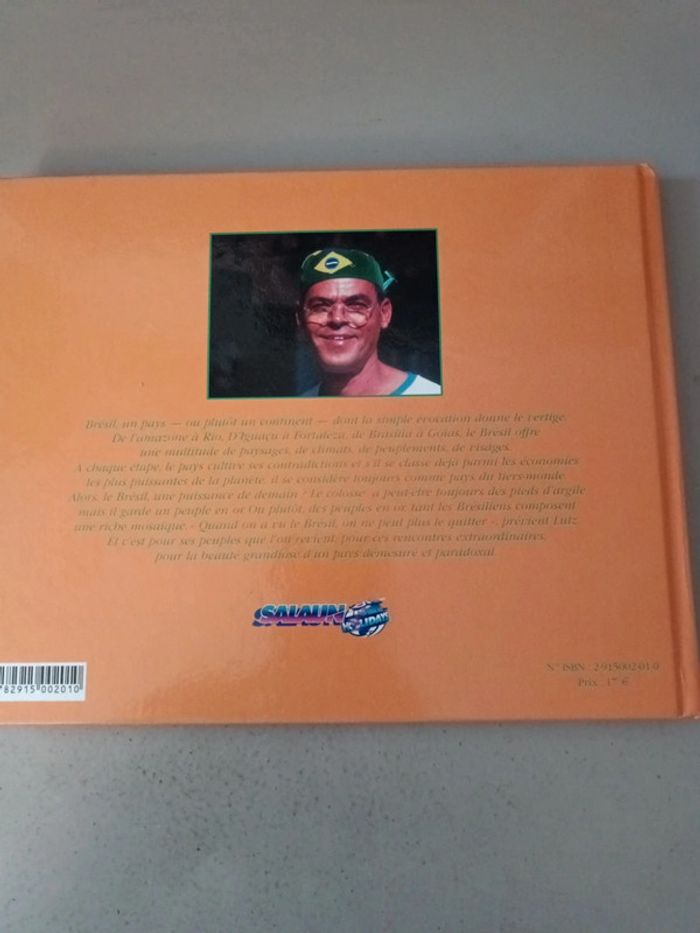 Brésil, un pays — ou plutôt un continent — dont la simple évocation donne le vertige.
De l'amazone à Rio, D'Iguaçu à Fortaleza, de Brasilia à Goias, le Brésil offre
une multitude de paysages, de climats, de peuplements, de visages.
A chaque étape, le pays cultive ses contradictions et s'il se classe déjà parmi les économies
les plus puissantes de la planète, il se considère toujours comme pays du tiers-monde.
Alors, le Brésil, une puissance de demain ? "Le colosse" a peut-être toujours des pieds d'argile
mais il garde un peuple en or. Ou plutôt, des peuples en or tant les Brésiliens composent
une riche mosaïque. « Quand on a vu le Brésil, on ne peut plus le quitter », prévient Lutz.
Et c'est pour ses peuples que l'on revient, pour ces rencontres extraordinaires,
pour la beauté grandiose d'un pays démesuré et paradoxal.
SALAUN
HOLIDAYS
N° ISBN : 2-915002-01-0
Prix : 17 €
782915 002010